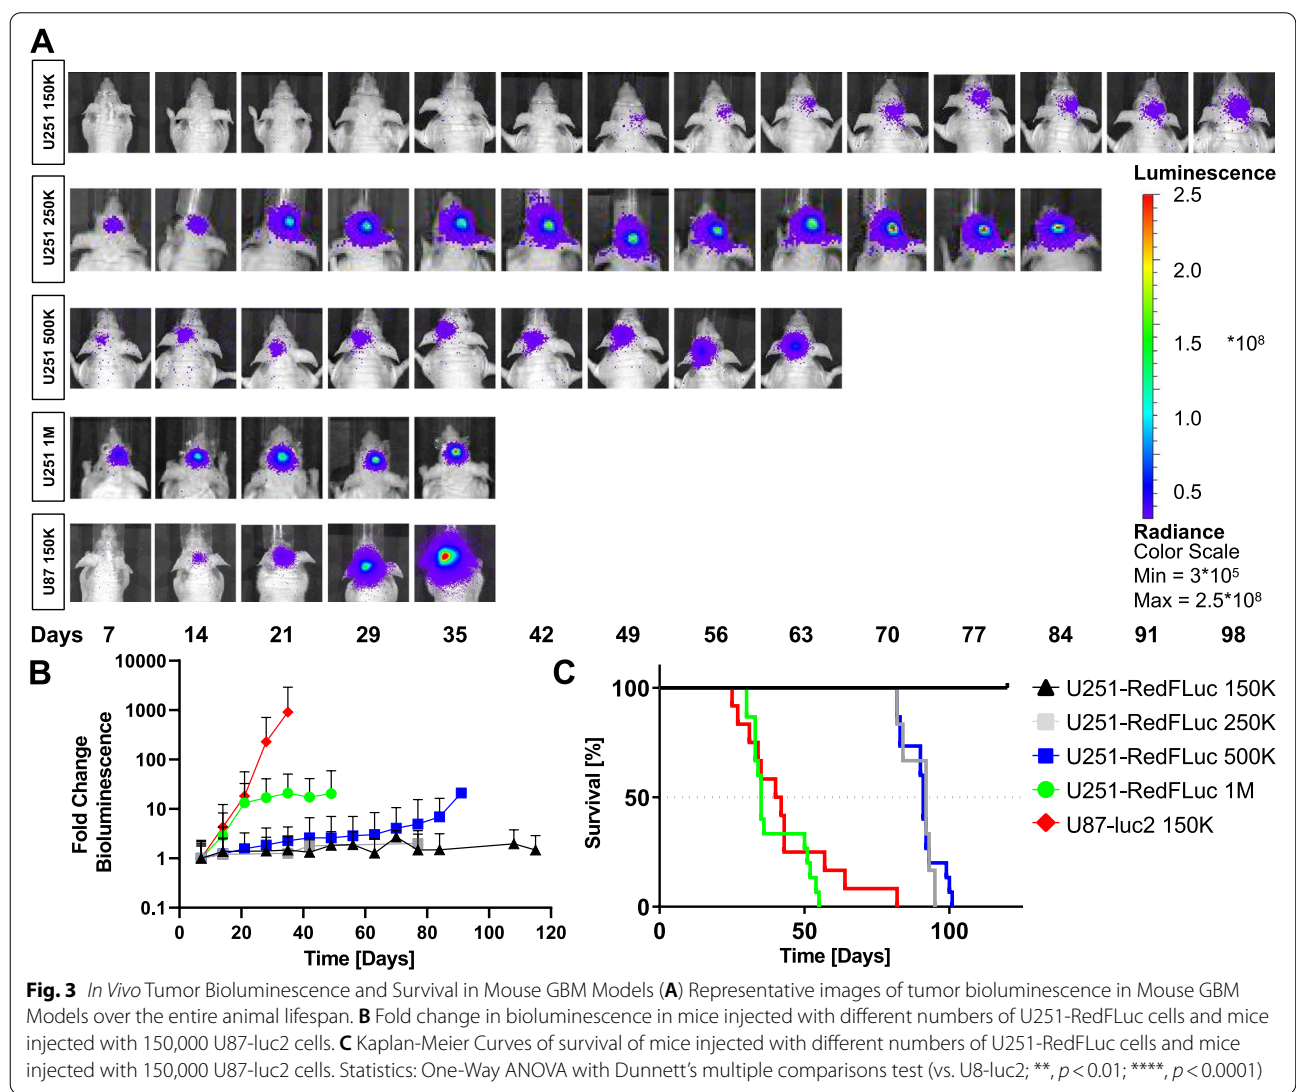 A
U251 150K
U251 250K
U251 500K
U251 1M
U87 150K
Luminescence
2.5
2.0
1.5
*10⁸
1.0
0.5
Radiance
Color Scale
Min = 3*10⁵
Max = 2.5*10⁸
Days 7 14 21 29 35 42 49 56 63 70 77 84 91 98
B
Fold Change
Bioluminescence
10000
1000
100
10
1
0.1
0 20 40 60 80 100 120
Time [Days]
C
Survival [%]
100
50
0
0 50 100
Time [Days]
U251-RedFLuc 150K
U251-RedFLuc 250K
U251-RedFLuc 500K
U251-RedFLuc 1M
U87-luc2 150K
Fig. 3 In Vivo Tumor Bioluminescence and Survival in Mouse GBM Models (A) Representative images of tumor bioluminescence in Mouse GBM
Models over the entire animal lifespan. B Fold change in bioluminescence in mice injected with different numbers of U251-RedFLuc cells and mice
injected with 150,000 U87-luc2 cells. C Kaplan-Meier Curves of survival of mice injected with different numbers of U251-RedFLuc cells and mice
injected with 150,000 U87-luc2 cells. Statistics: One-Way ANOVA with Dunnett's multiple comparisons test (vs. U8-luc2; **, p < 0.01; ****, p < 0.0001)